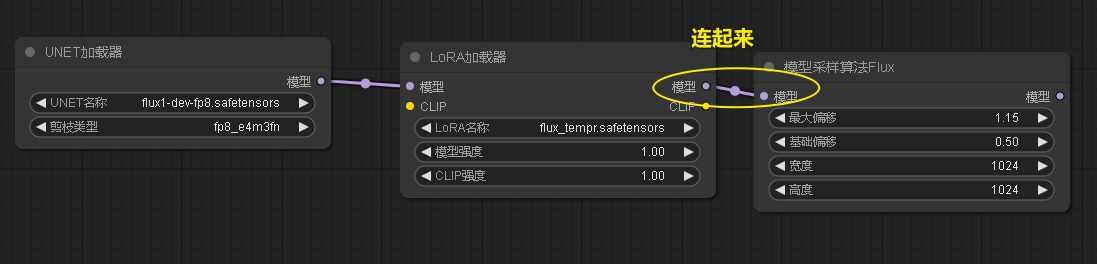 连起来
UNET加载器
模型
UNET名称 flux1-dev-fp8.safetensors
剪枝类型 fp8_e4m3fn
LoRA加载器
模型 模型
CLIP CLIP
LoRA名称 flux_tempr.safetensors
模型强度 1.00
CLIP强度 1.00
模型采样算法Flux
模型 模型
最大偏移 1.15
基础偏移 0.50
宽度 1024
高度 1024